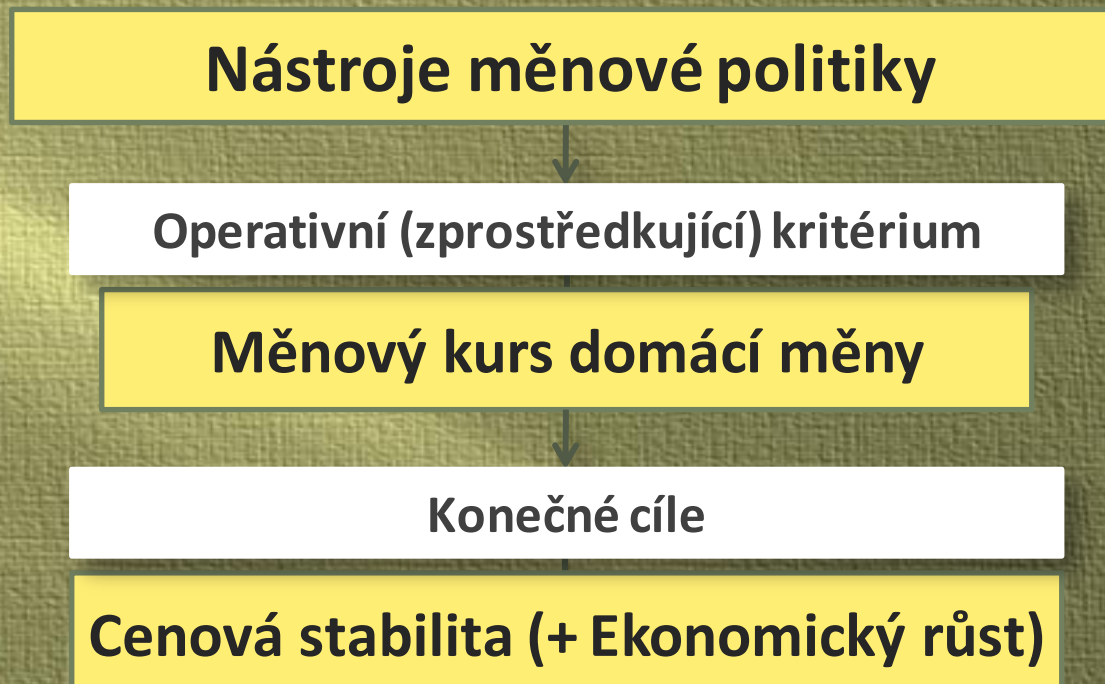 Nástroje měnové politiky
Operativní (zprostředkující) kritérium
Měnový kurs domácí měny
Konečné cíle
Cenová stabilita (+ Ekonomický růst)